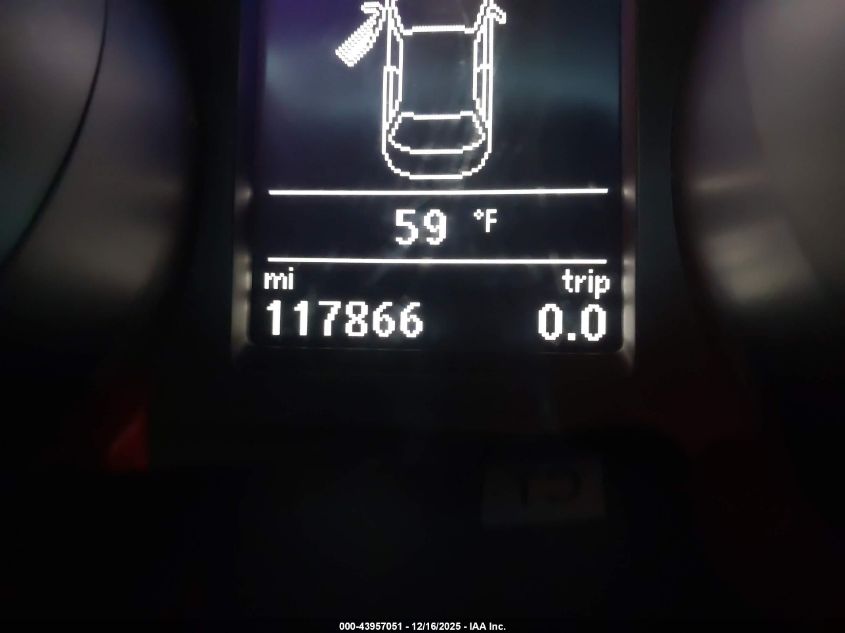 59 °F
mi trip
117866 0.0
000-43957051 - 12/16/2025 - IAA Inc.